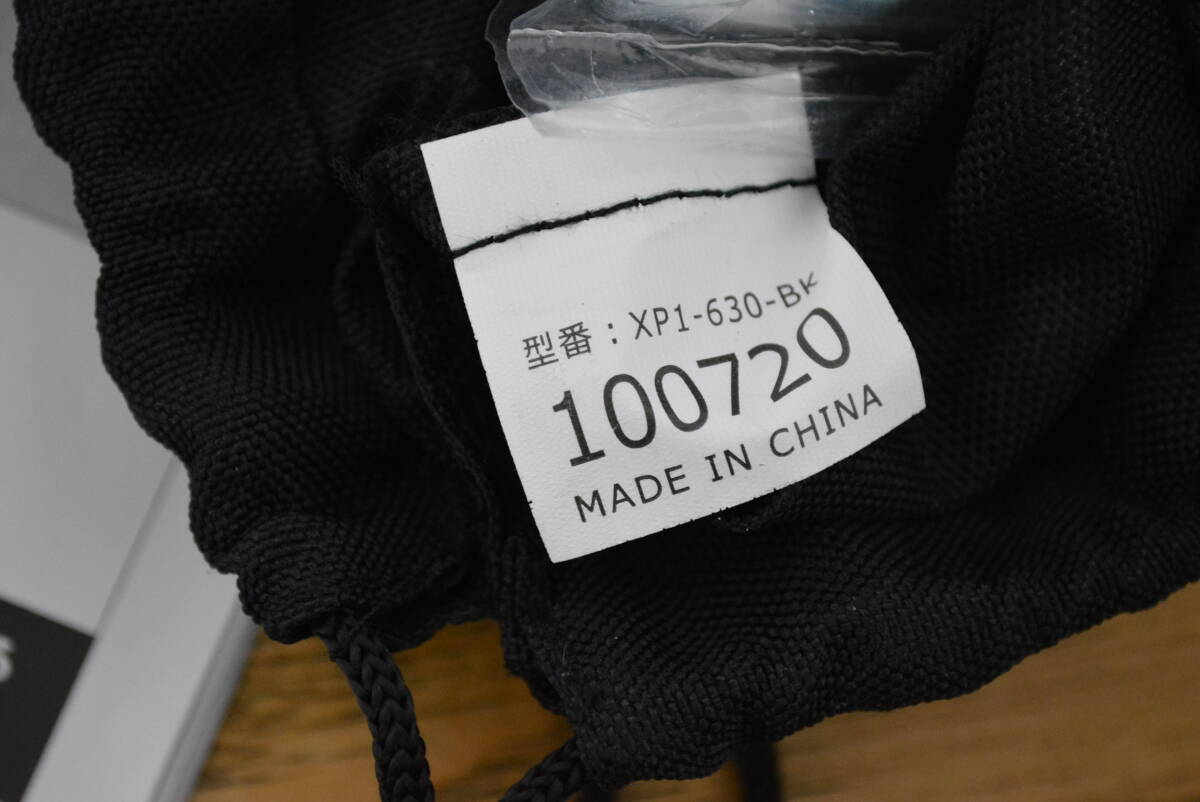 型番：XP1-630-BK
100720
MADE IN CHINA
S